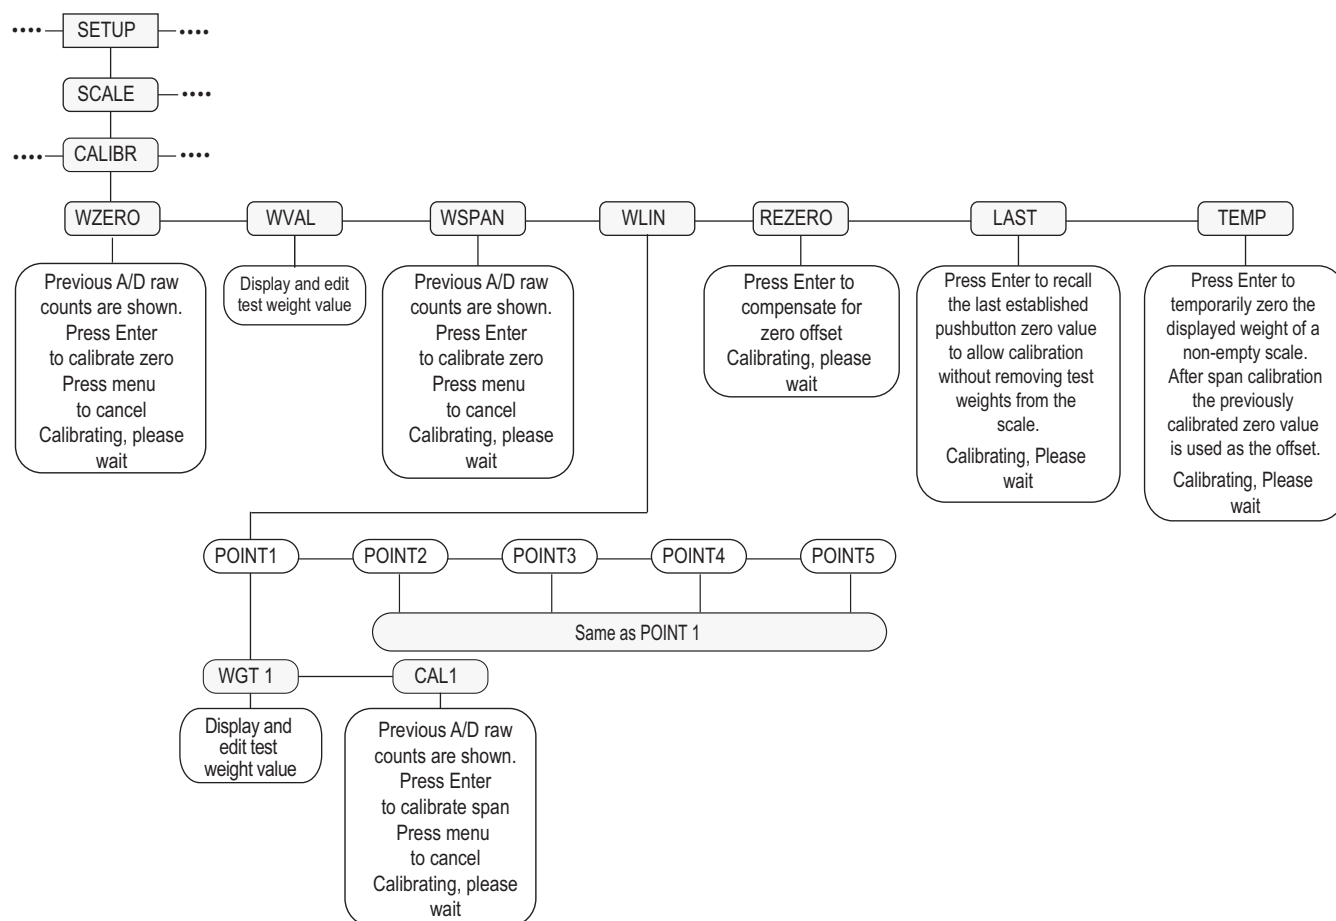 SETUP
SCALE
CALIBR
WZERO
WVAL
WSPAN
WLIN
REZERO
LAST
TEMP
Previous A/D raw
counts are shown.
Press Enter
to calibrate zero
Press menu
to cancel
Calibrating, please
wait
Display and edit
test weight value
Previous A/D raw
counts are shown.
Press Enter
to calibrate zero
Press menu
to cancel
Calibrating, please
wait
Press Enter to
compensate for
zero offset
Calibrating, please
wait
Press Enter to recall
the last established
pushbutton zero value
to allow calibration
without removing test
weights from the
scale.
Calibrating, Please
wait
Press Enter to
temporarily zero the
displayed weight of a
non-empty scale.
After span calibration
the previously
calibrated zero value
is used as the offset.
Calibrating, Please
wait
POINT1
POINT2
POINT3
POINT4
POINT5
Same as POINT 1
WGT 1
CAL1
Display and
edit test
weight value
Previous A/D raw
counts are shown.
Press Enter
to calibrate span
Press menu
to cancel
Calibrating, please
wait